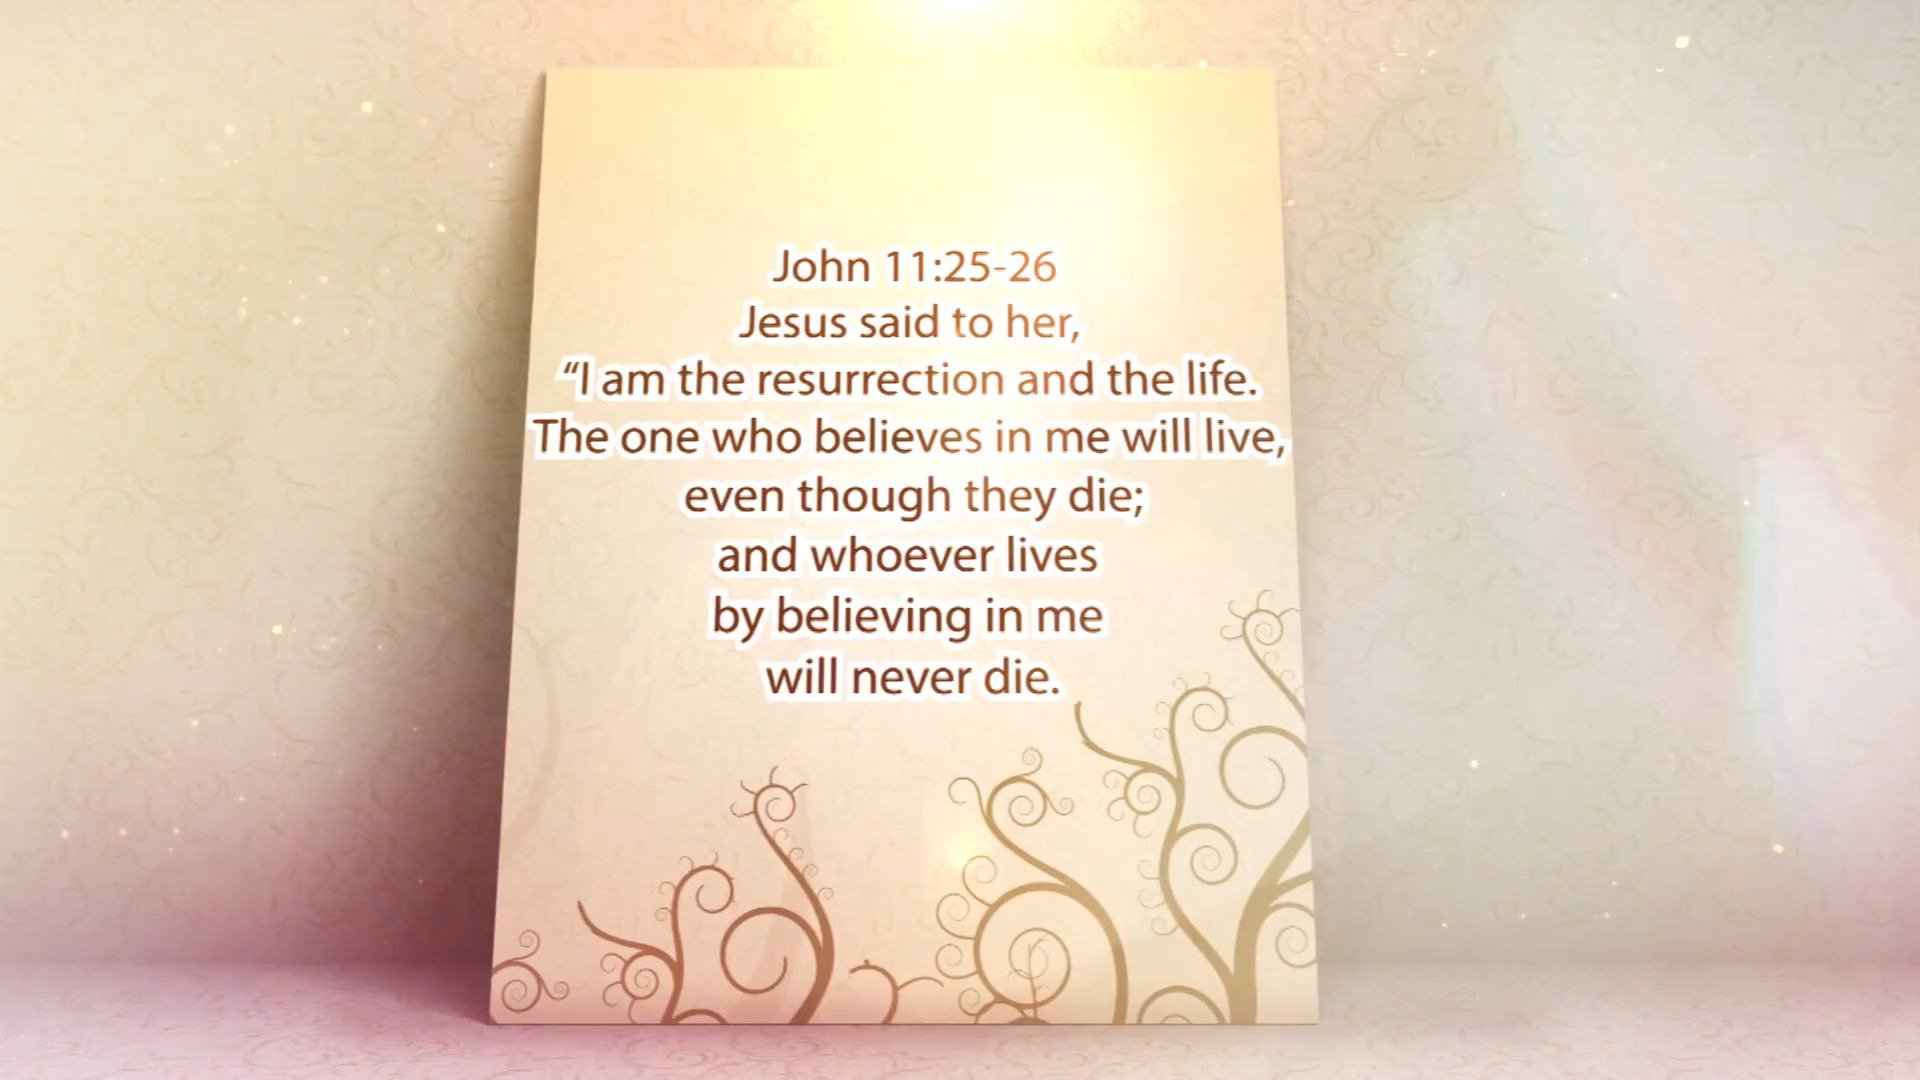 John 11:25-26
Jesus said to her,
“I am the resurrection and the life.
The one who believes in me will live,
even though they die;
and whoever lives
by believing in me
will never die.